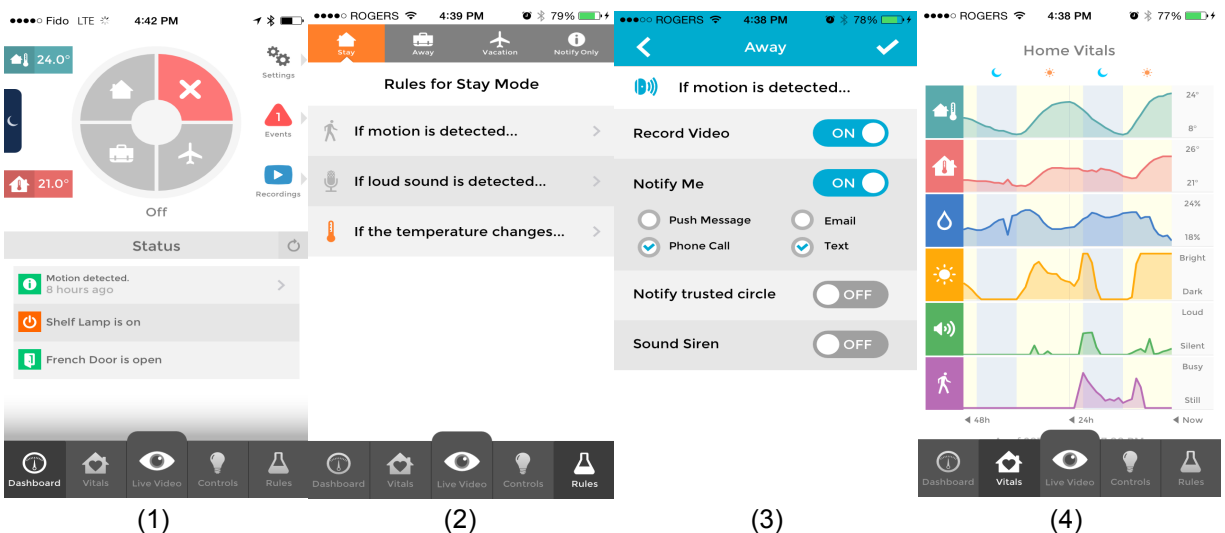 Fido LTE 4:42 PM
24.0°
Settings
1
Events
21.0°
Recordings
Off
Status
Motion detected.
8 hours ago
Shelf Lamp is on
French Door is open
Dashboard Vitals Live Video Controls Rules
(1)
ROGERS 4:39 PM 79%
Stay Away Vacation Notify Only
Rules for Stay Mode
If motion is detected...
If loud sound is detected...
If the temperature changes...
Dashboard Vitals Live Video Controls Rules
(2)
ROGERS 4:38 PM 78%
Away
If motion is detected...
Record Video ON
Notify Me ON
Push Message Email
Phone Call Text
Notify trusted circle OFF
Sound Siren OFF
(3)
ROGERS 4:38 PM 77%
Home Vitals
24°
8°
26°
21°
24%
18%
Bright
Dark
Loud
Silent
Busy
Still
48h 24h Now
Dashboard Vitals Live Video Controls Rules
(4)